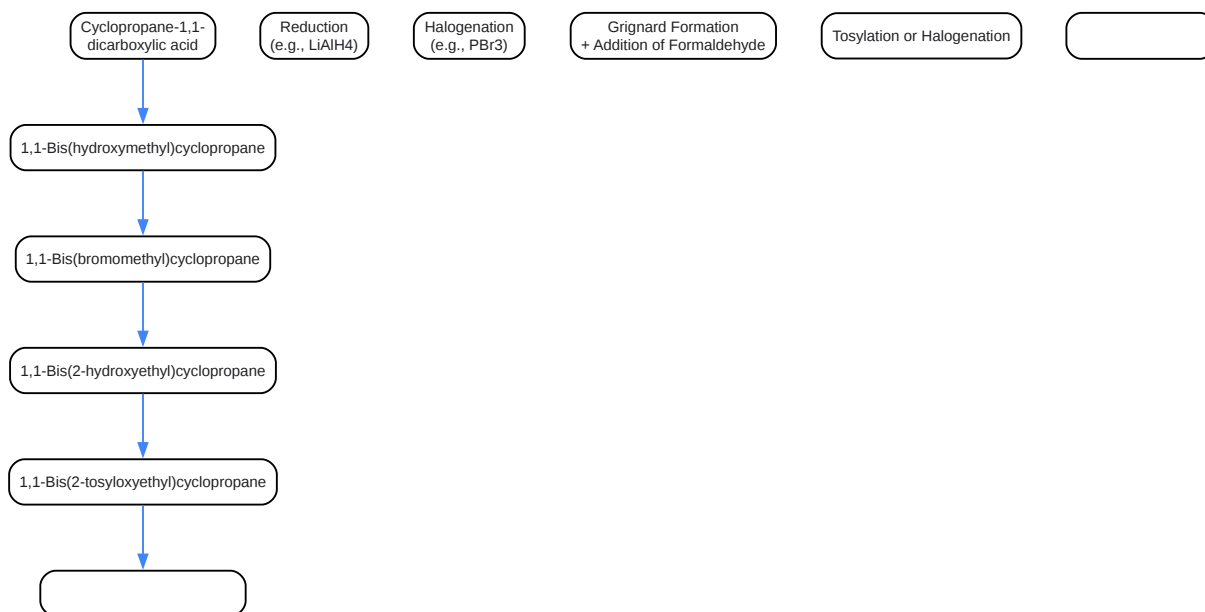 Cyclopropane-1,1-
dicarboxylic acid
Reduction
(e.g., LiAlH4)
Halogenation
(e.g., PBr3)
Grignard Formation
+ Addition of Formaldehyde
Tosylation or Halogenation
1,1-Bis(hydroxymethyl)cyclopropane
1,1-Bis(bromomethyl)cyclopropane
1,1-Bis(2-hydroxyethyl)cyclopropane
1,1-Bis(2-tosyloxyethyl)cyclopropane